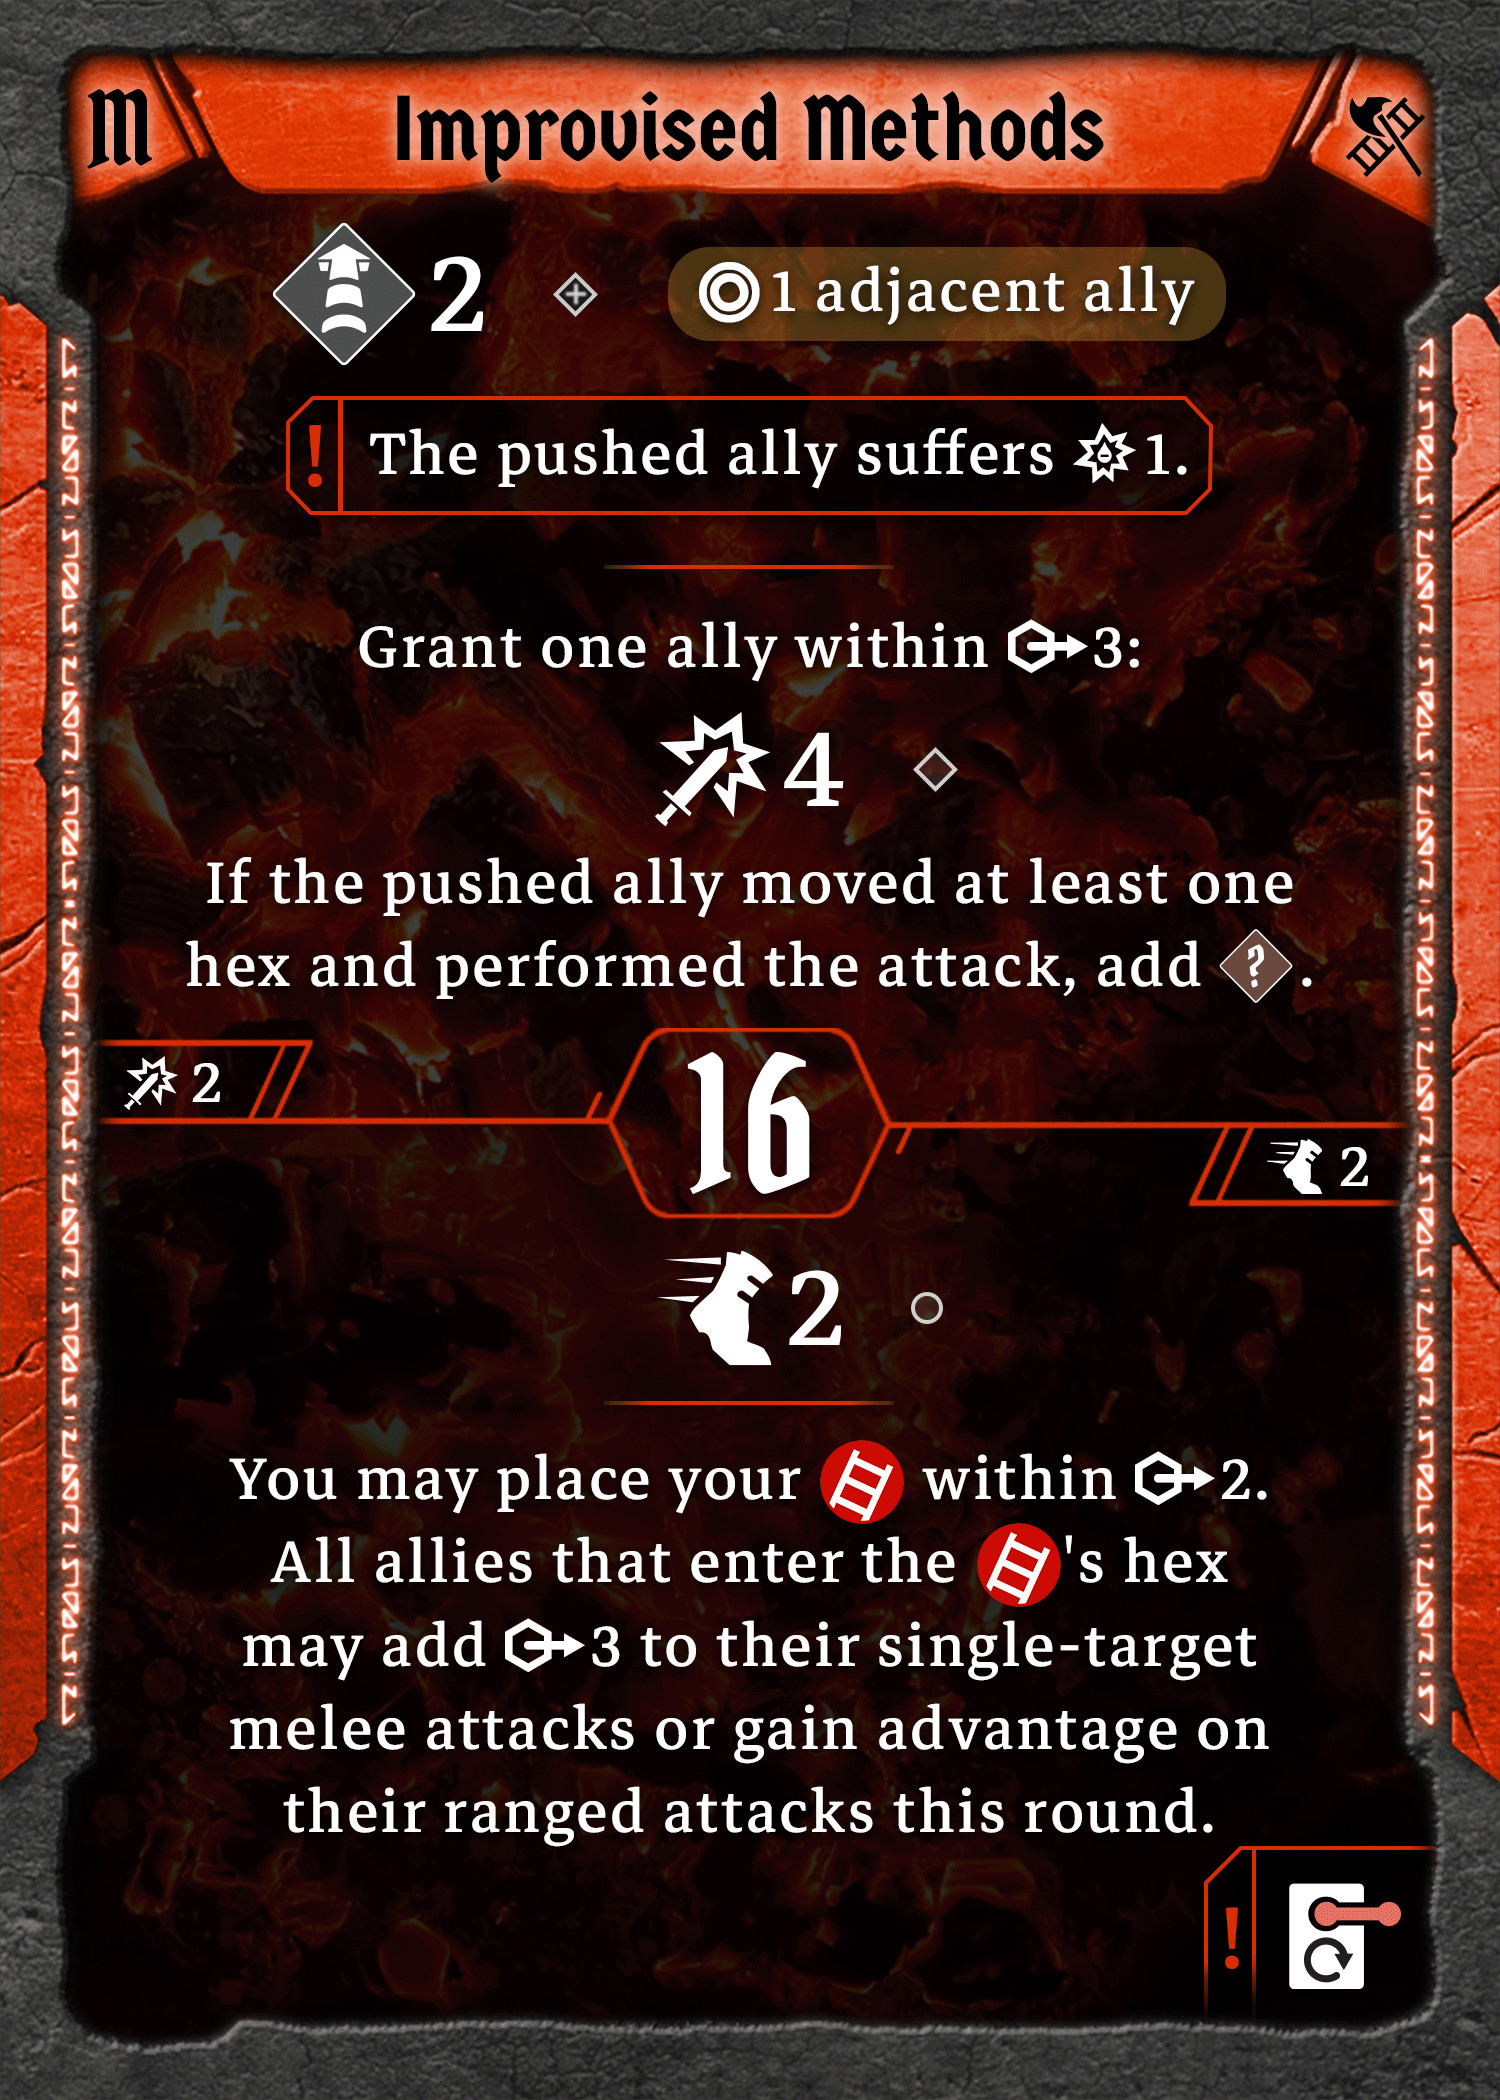 M
Improvised Methods
2
1 adjacent ally
! The pushed ally suffers 1.
Grant one ally within 3:
4
If the pushed ally moved at least one
hex and performed the attack, add ?.
2
16
2
2
You may place your within 2.
All allies that enter the 's hex
may add 3 to their single-target
melee attacks or gain advantage on
their ranged attacks this round.
!